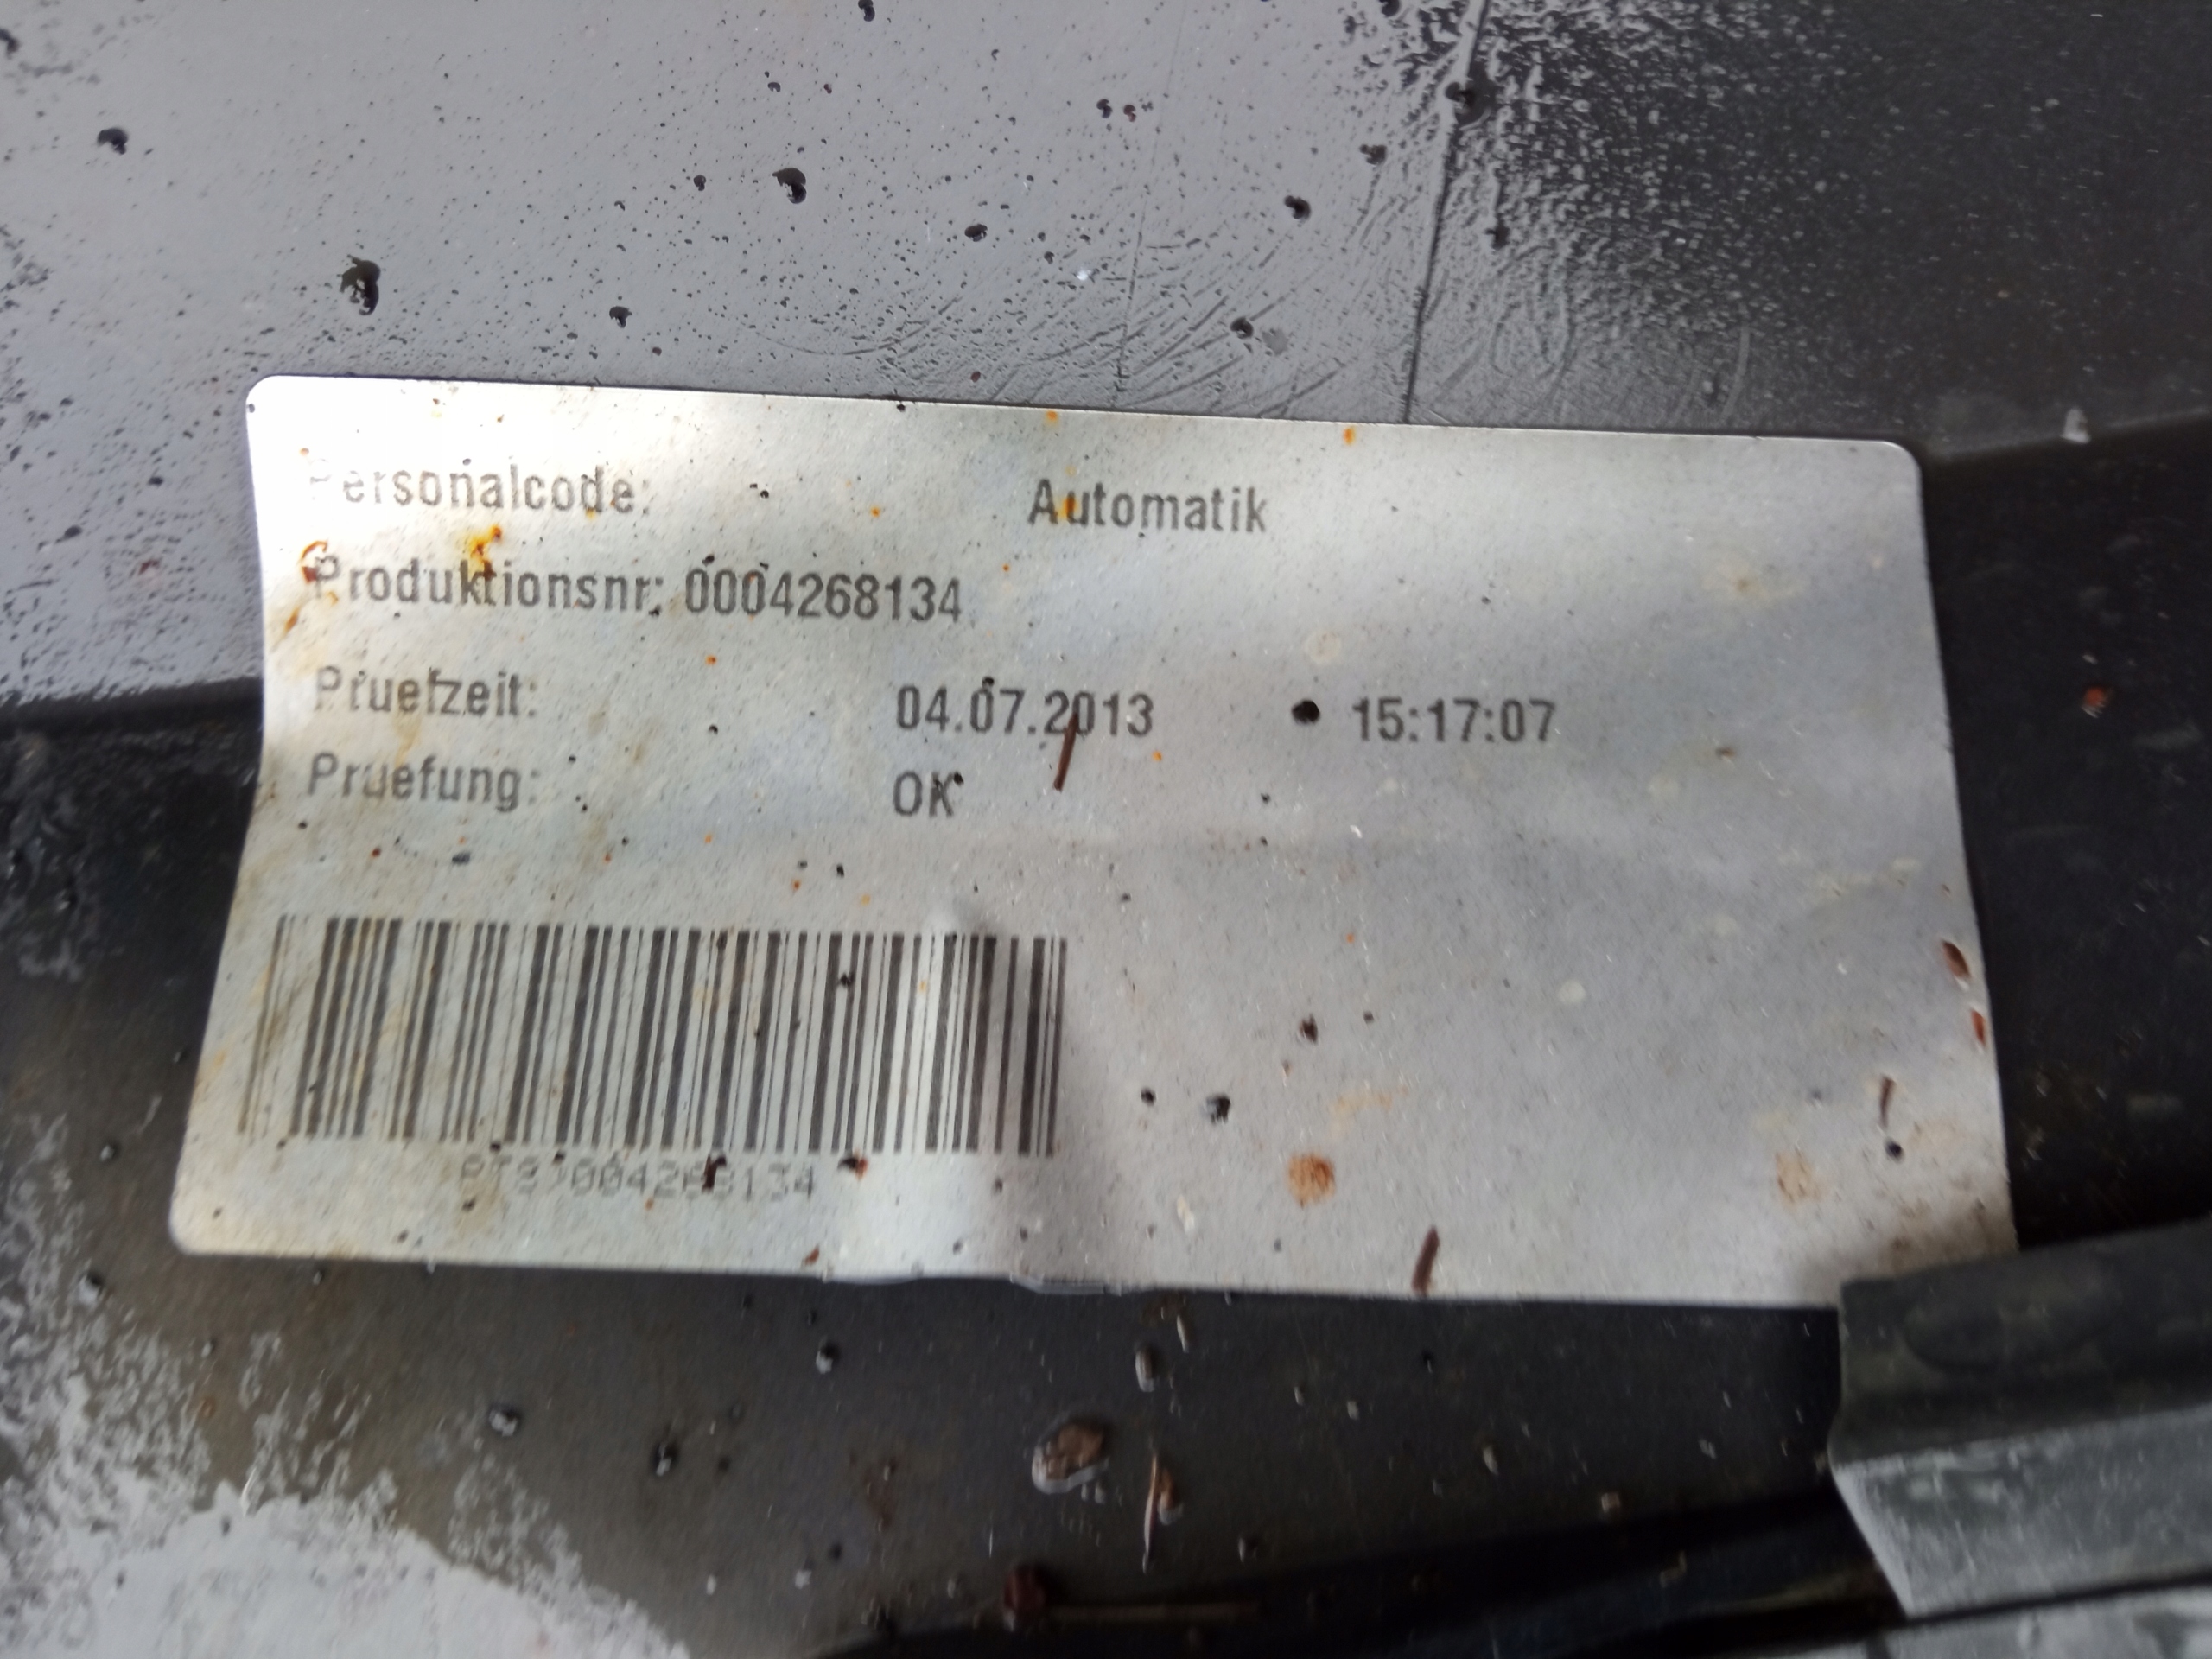 Personalcode: Automatik
Produktionsnr: 0004268134
Pruefzeit: 04.07.2013 15:17:07
Pruefung: OK